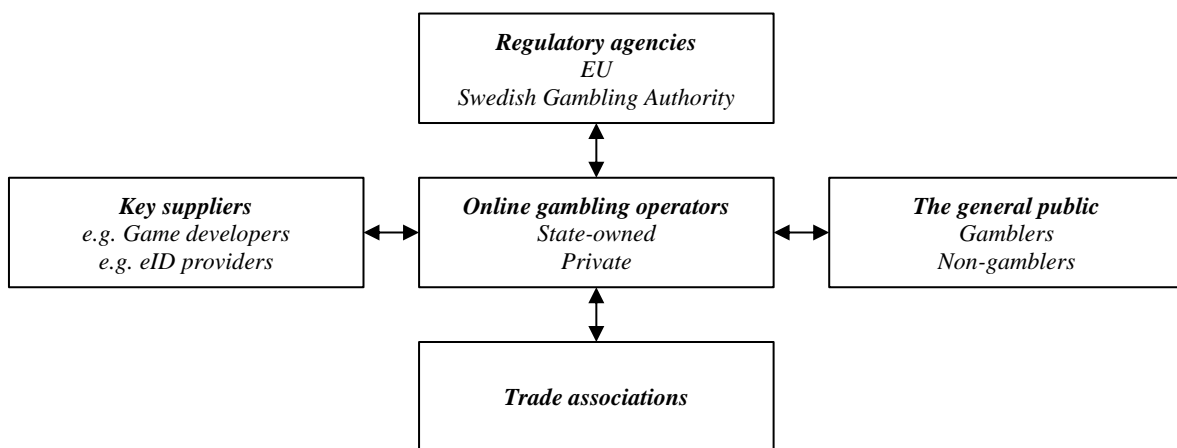 Regulatory agencies
EU
Swedish Gambling Authority
Key suppliers
e.g. Game developers
e.g. eID providers
Online gambling operators
State-owned
Private
The general public
Gamblers
Non-gamblers
Trade associations